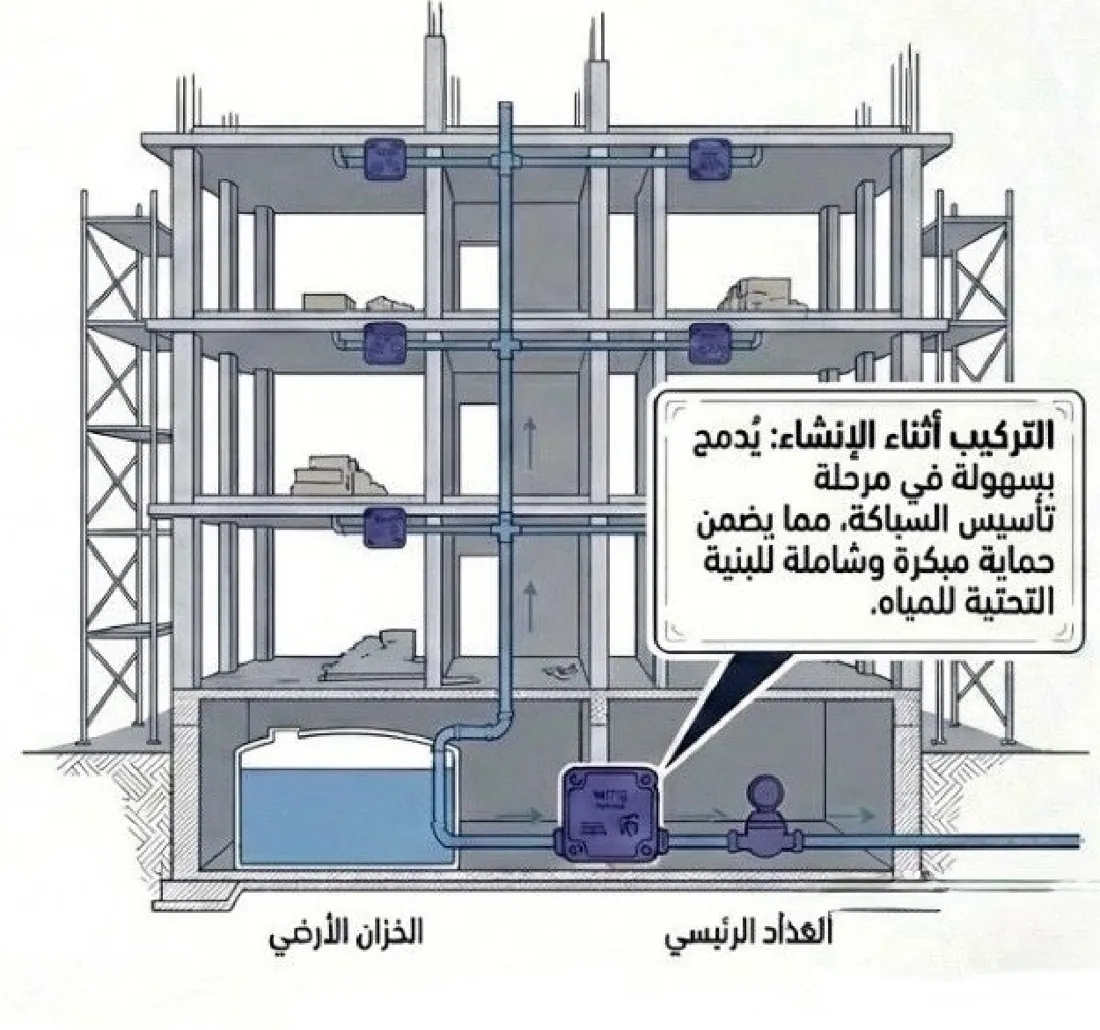 التركيب أثناء الإنشاء: يُدمج
بسهولة في مرحلة
تأسيس السباكة، مما يضمن
حماية مبكرة وشاملة للبنية
التحتية للمياه.
الخزان الأرضي
العداد الرئيسي